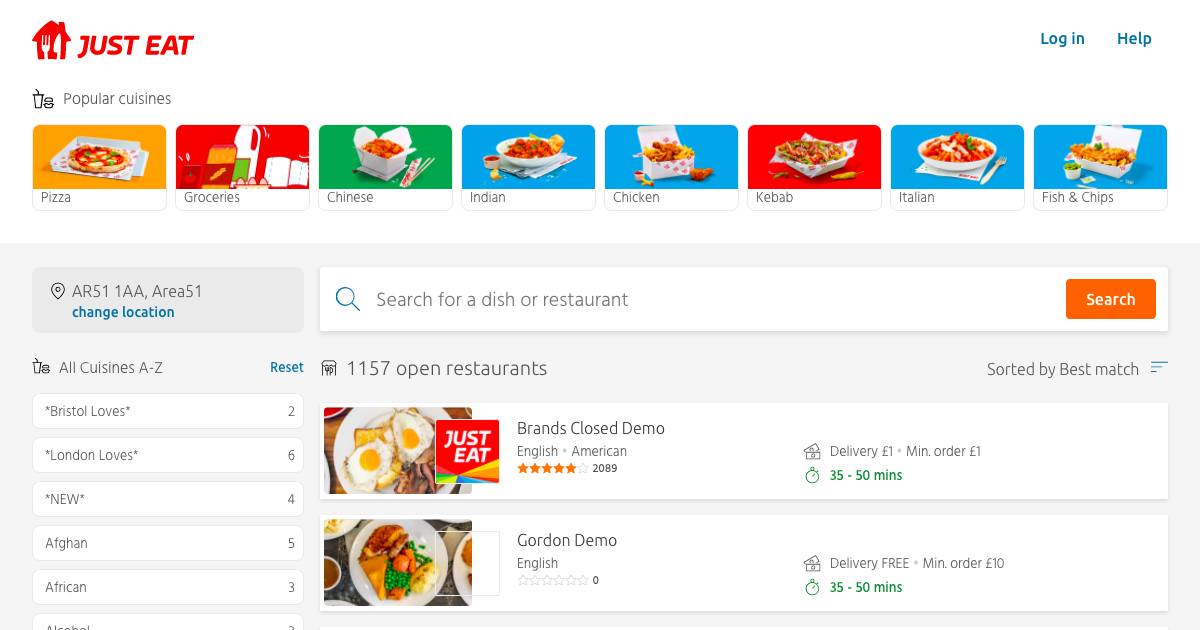 JUST EAT
Log in
Help
Popular cuisines
Pizza
Groceries
Chinese
Indian
Chicken
Kebab
Italian
Fish & Chips
AR51 1AA, Area51
change location
Search for a dish or restaurant
Search
All Cuisines A-Z
Reset
1157 open restaurants
Sorted by Best match
*Bristol Loves* 2
*London Loves* 6
*NEW* 4
Afghan 5
African 3
JUST
EAT
Brands Closed Demo
English • American
2089
Delivery £1 • Min. order £1
35 - 50 mins
Gordon Demo
English
0
Delivery FREE • Min. order £10
35 - 50 mins